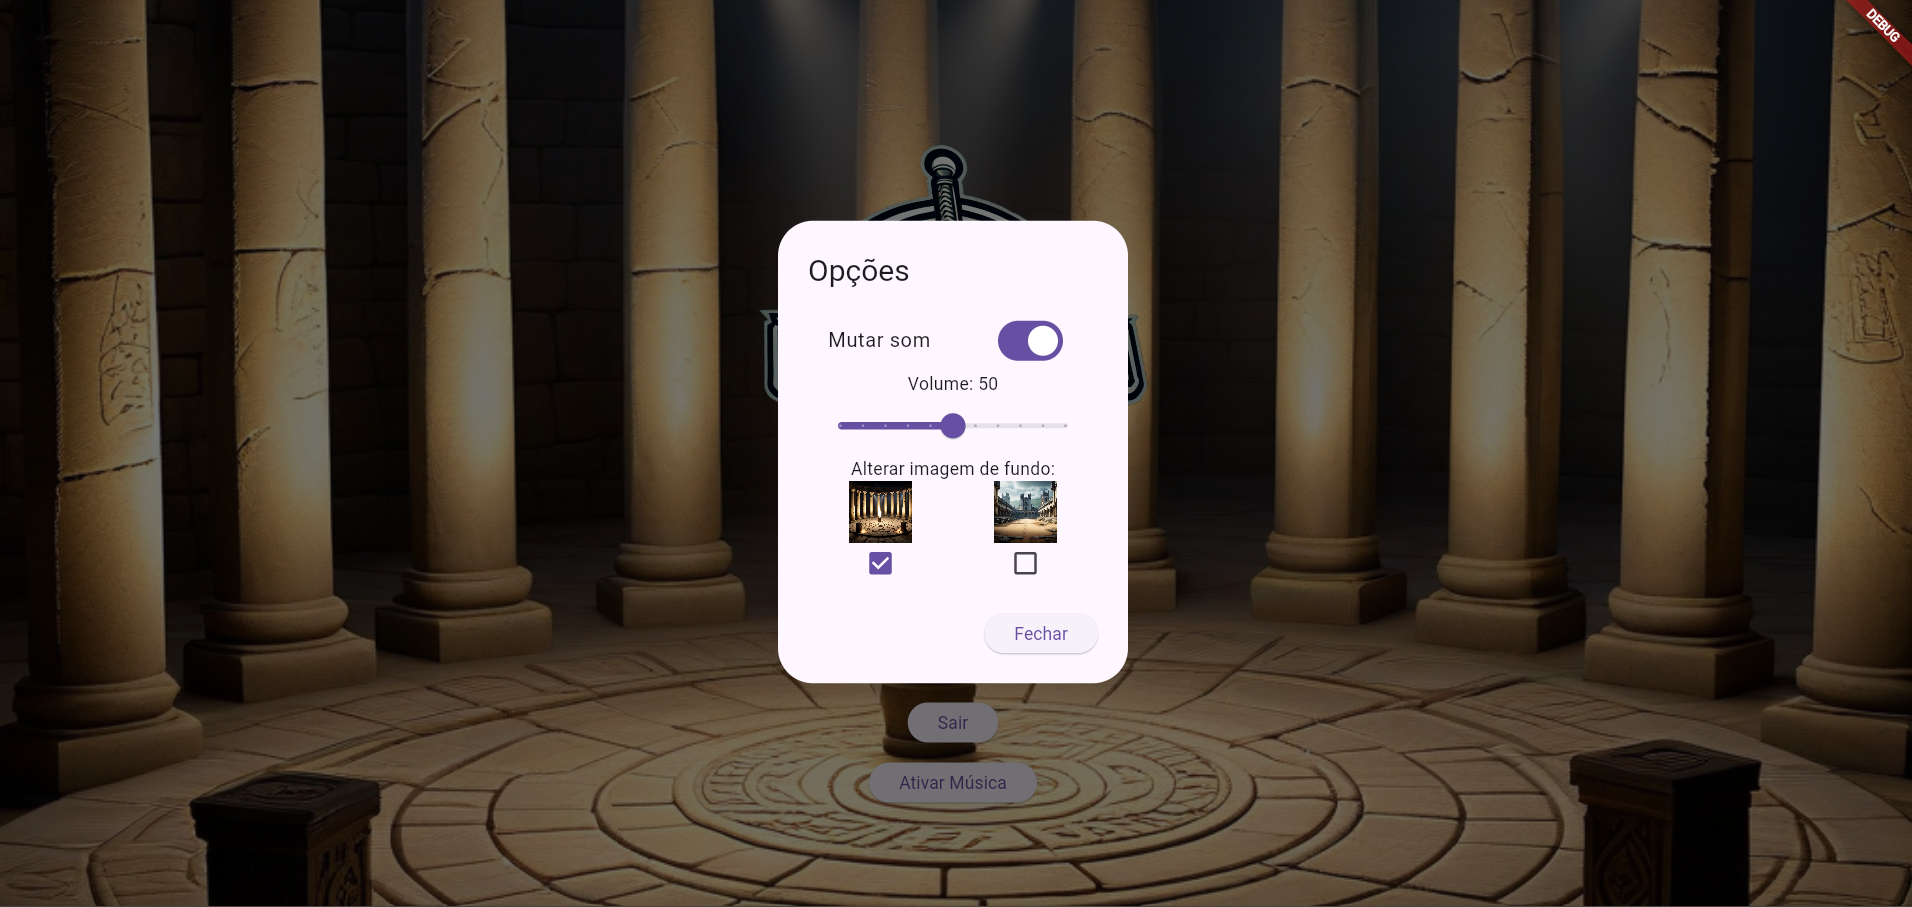 DEBUG
Opções
Mutar som
Volume: 50
Alterar imagem de fundo:
Fechar
Sair
Ativar Música